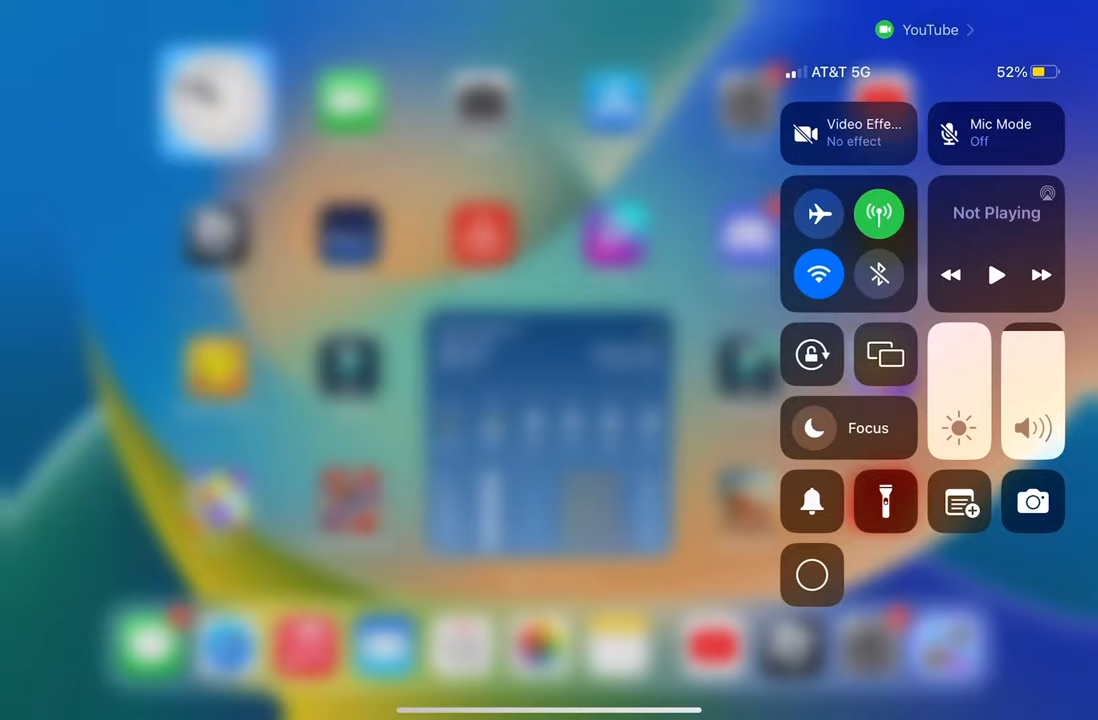 YouTube
AT&T 5G
52%
Video Effe...
No effect
Mic Mode
Off
Not Playing
Focus